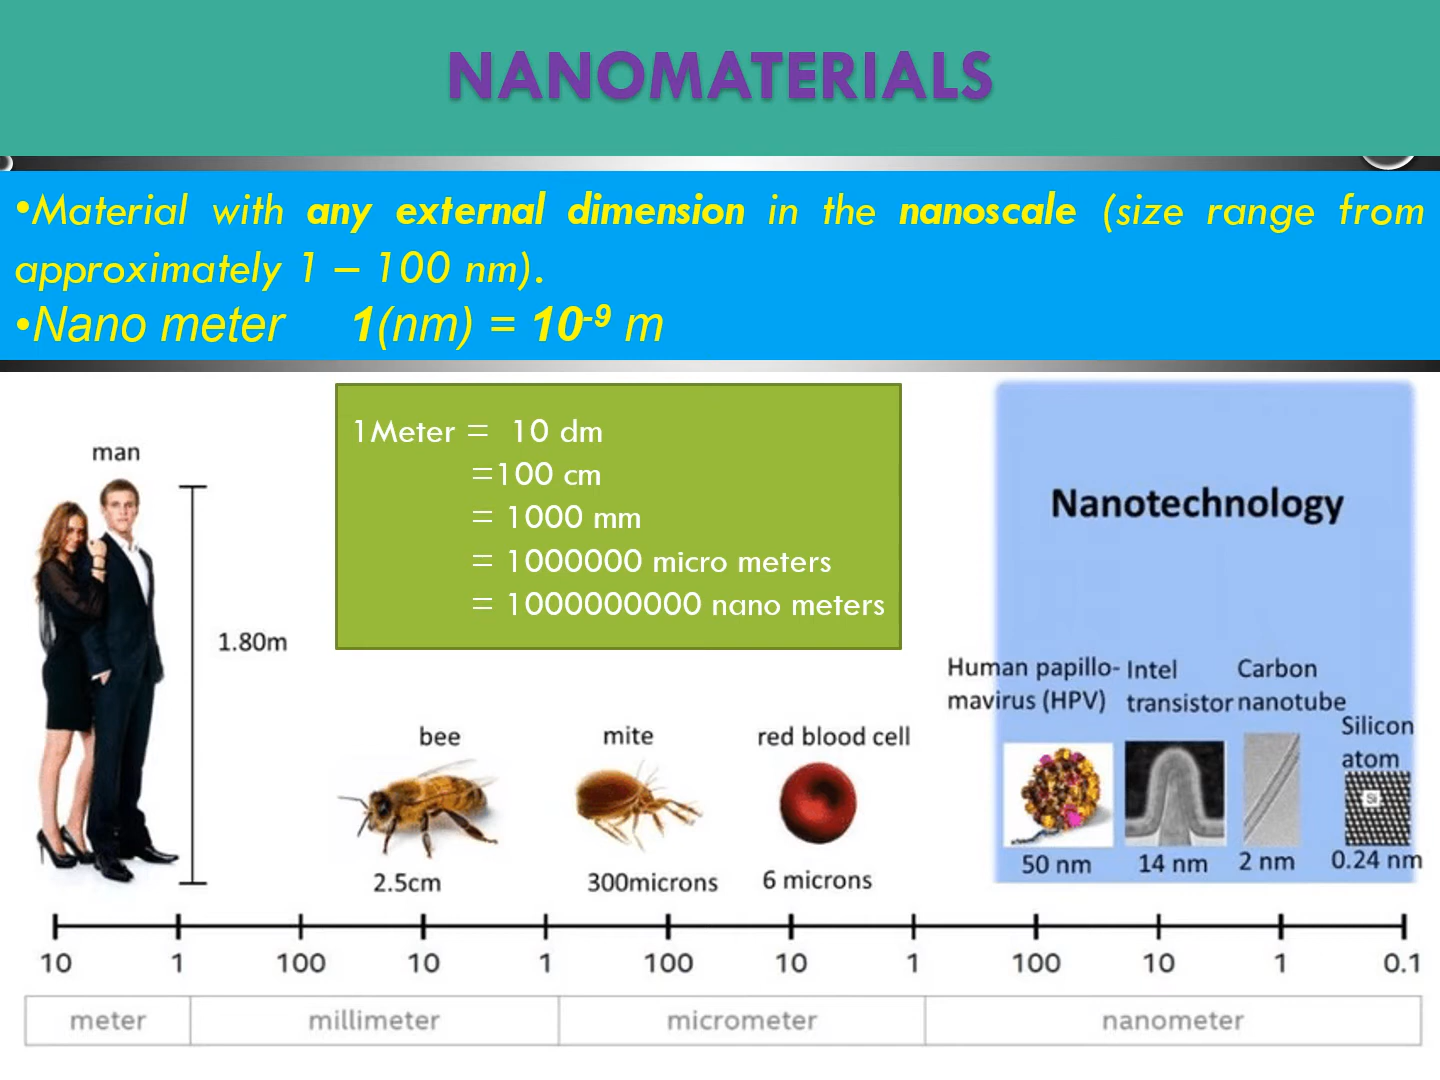 NANOMATERIALS
•Material with any external dimension in the nanoscale (size range from
approximately 1 – 100 nm).
•Nano meter 1(nm) = 10⁻⁹ m
1Meter = 10 dm
=100 cm
= 1000 mm
= 1000000 micro meters
= 1000000000 nano meters
man
1.80m
Nanotechnology
bee
2.5cm
mite
300microns
red blood cell
6 microns
Human papillo-
mavirus (HPV)
50 nm
Intel
transistor
14 nm
Carbon
nanotube
2 nm
Silicon
atom
Si
0.24 nm
10 1 100 10 1 100 10 1 100 10 1 0.1
meter millimeter micrometer nanometer